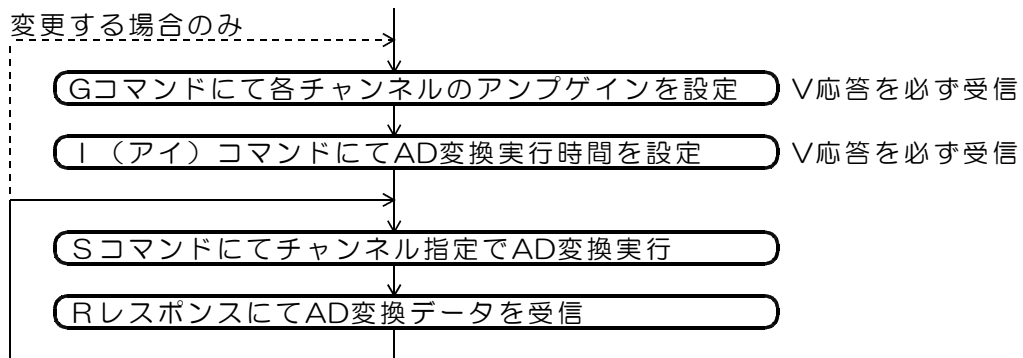 変更する場合のみ
Gコマンドにて各チャンネルのアンプゲインを設定 V応答を必ず受信
I（アイ）コマンドにてAD変換実行時間を設定 V応答を必ず受信
Sコマンドにてチャンネル指定でAD変換実行
RレスポンスにてAD変換データを受信